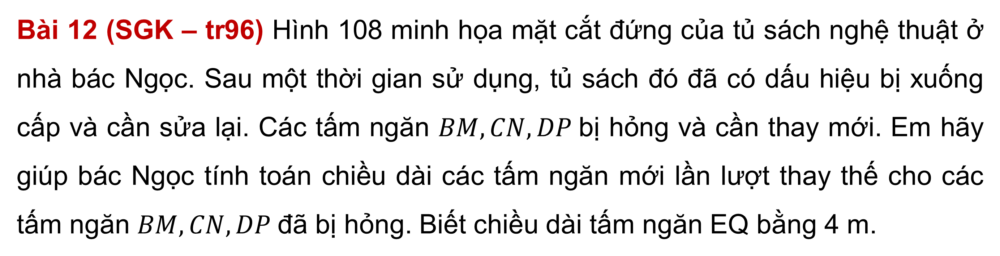 Bài 12 (SGK – tr96) Hình 108 minh họa mặt cắt đứng của tủ sách nghệ thuật ở
nhà bác Ngọc. Sau một thời gian sử dụng, tủ sách đó đã có dấu hiệu bị xuống
cấp và cần sửa lại. Các tấm ngăn BM, CN, DP bị hỏng và cần thay mới. Em hãy
giúp bác Ngọc tính toán chiều dài các tấm ngăn mới lần lượt thay thế cho các
tấm ngăn BM, CN, DP đã bị hỏng. Biết chiều dài tấm ngăn EQ bằng 4 m.